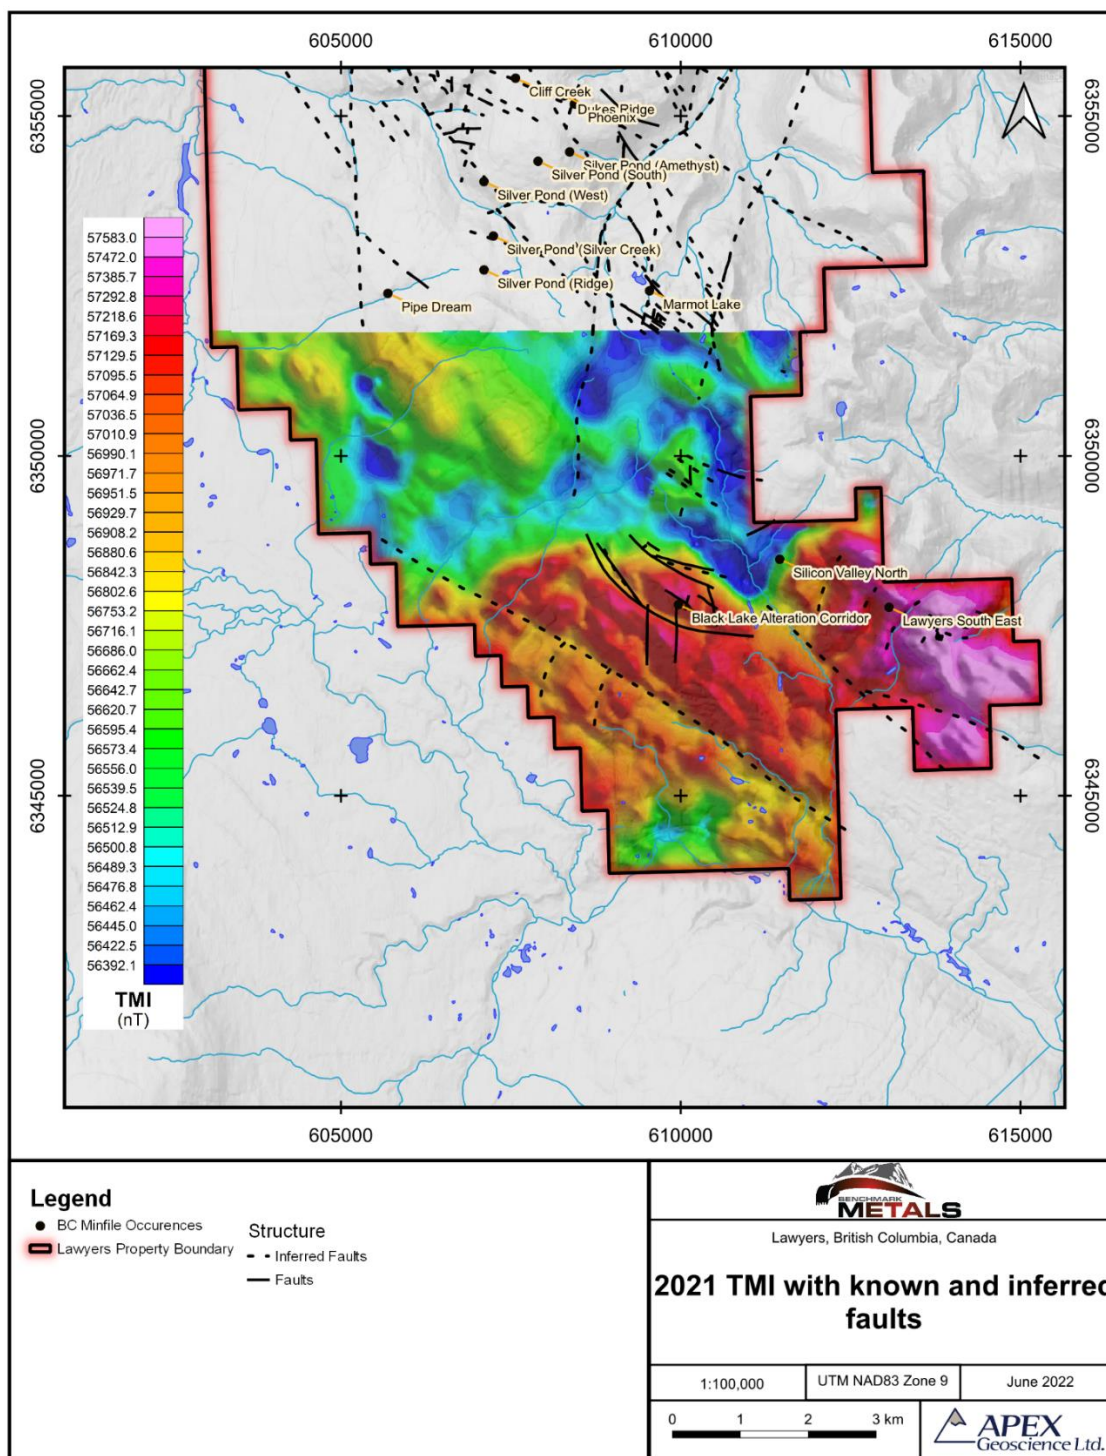 605000 610000 615000
6355000
6355000
Cliff Creek
Dukes Ridge
Phoenix
Silver Pond (Amethyst)
Silver Pond (South)
Silver Pond (West)
Silver Pond (Silver Creek)
Silver Pond (Ridge)
Pipe Dream
Marmot Lake
57583.0
57472.0
57385.7
57292.8
57218.6
57169.3
57129.5
57095.5
57064.9
57036.5
57010.9
56990.1
56971.7
56951.5
56929.7
56908.2
56880.6
56842.3
56802.6
56753.2
56716.1
56686.0
56662.4
56642.7
56620.7
56595.4
56573.4
56556.0
56539.5
56524.8
56512.9
56500.8
56489.3
56476.8
56462.4
56445.0
56422.5
56392.1
TMI
(nT)
6350000
6350000
Silicon Valley North
Black Lake Alteration Corridor
Lawyers South East
6345000
6345000
605000 610000 615000
Legend
BC Minfile Occurences
Lawyers Property Boundary
Structure
Inferred Faults
Faults
BENCHMARK
METALS
Lawyers, British Columbia, Canada
2021 TMI with known and inferred
faults
1:100,000
UTM NAD83 Zone 9
June 2022
0 1 2 3 km
APEX
Geoscience Ltd.